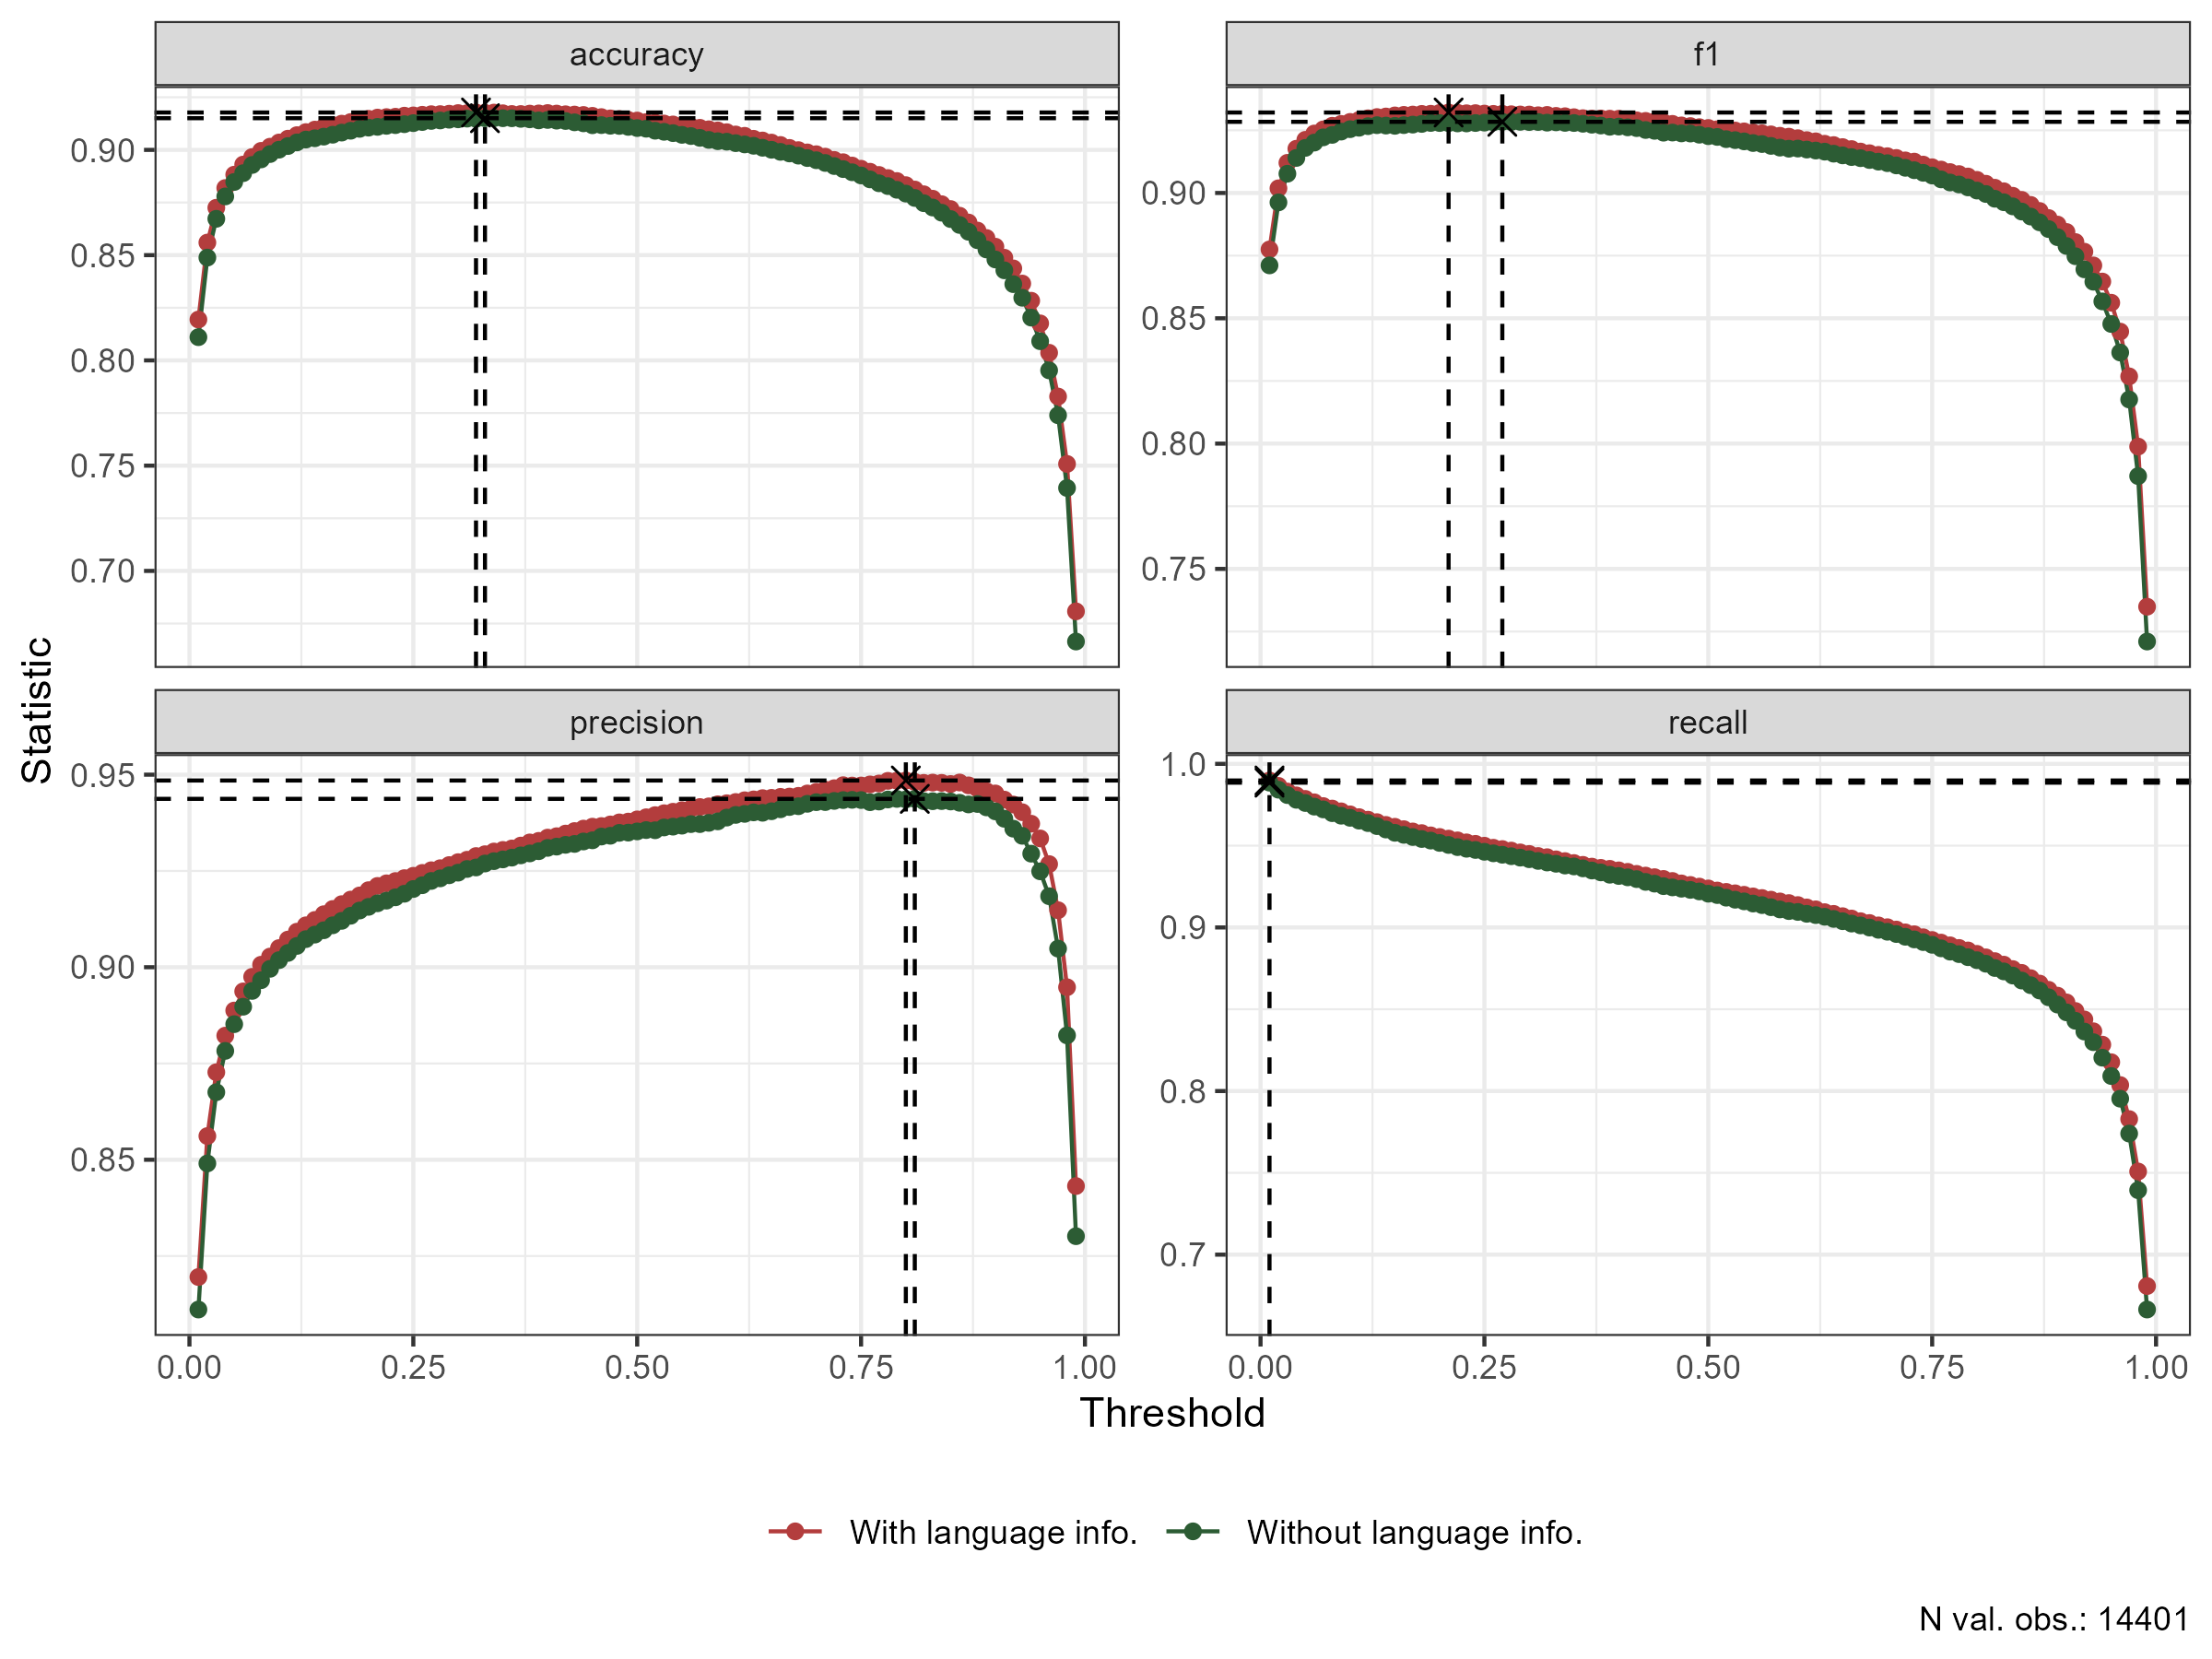 accuracy
f1
0.90
0.85
0.80
0.75
0.70
0.90
0.85
0.80
0.75
Statistic
precision
recall
0.95
0.90
0.85
1.0
0.9
0.8
0.7
0.00 0.25 0.50 0.75 1.00
0.00 0.25 0.50 0.75 1.00
Threshold
With language info. Without language info.
N val. obs.: 14401